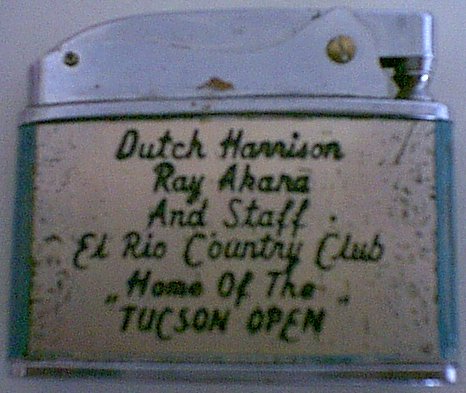 Dutch Harrison
Ray Akana
And Staff.
El Rio Country Club
"Home Of The"
TUCSON OPEN